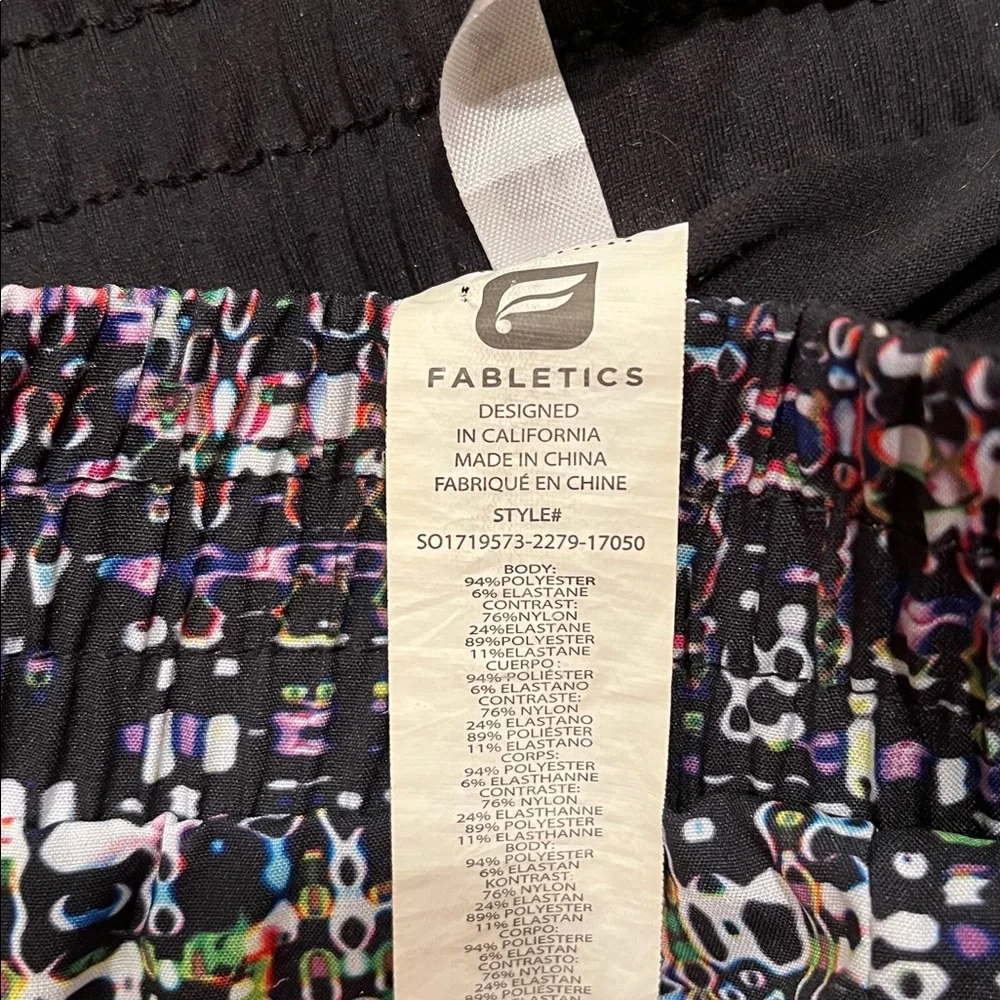 FABLETICS
DESIGNED
IN CALIFORNIA
MADE IN CHINA
FABRIQUÉ EN CHINE
STYLE#
SO1719573-2279-17050
BODY:
94%POLYESTER
6% ELASTANE
CONTRAST:
76%NYLON
24%ELASTANE
89%POLYESTER
11%ELASTANE
CUERPO:
94% POLIÉSTER
6% ELASTANO
CONTRASTE:
76% NYLON
24% ELASTANO
89% POLIÉSTER
11% ELASTANO
CORPS:
94% POLYESTER
6% ELASTHANNE
CONTRASTE:
76% NYLON
24% ELASTHANNE
89% POLYESTER
11% ELASTHANNE
BODY:
94% POLYESTER
6% ELASTAN
KONTRAST:
76% NYLON
24% ELASTAN
89% POLYESTER
11% ELASTAN
CORPO:
94% POLIESTERE
6% ELASTAN
CONTRASTO:
76% NYLON
24% ELASTAN
89% POLIESTERE